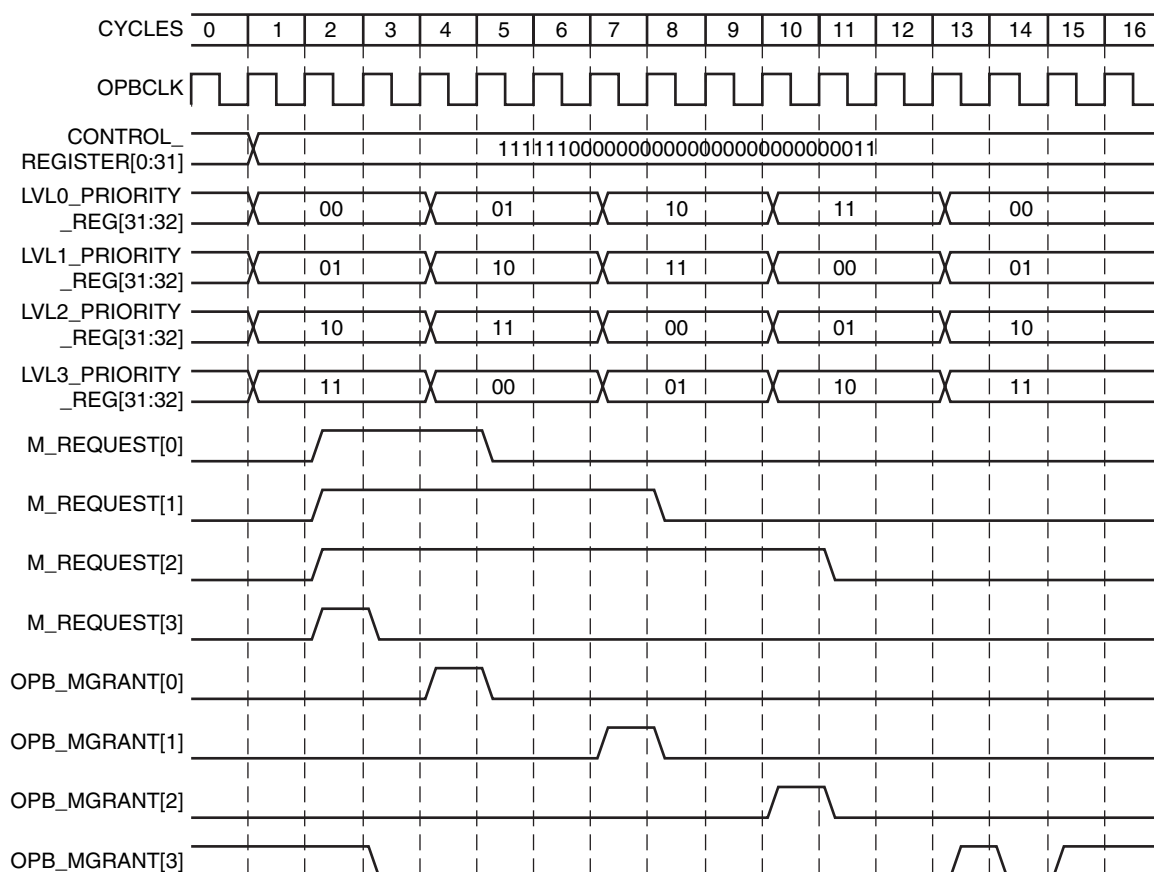 CYCLES 0 1 2 3 4 5 6 7 8 9 10 11 12 13 14 15 16
OPBCLK
CONTROL_
REGISTER[0:31] 11111100000000000000000000000011
LVL0_PRIORITY
_REG[31:32] 00 01 10 11 00
LVL1_PRIORITY
_REG[31:32] 01 10 11 00 01
LVL2_PRIORITY
_REG[31:32] 10 11 00 01 10
LVL3_PRIORITY
_REG[31:32] 11 00 01 10 11
M_REQUEST[0]
M_REQUEST[1]
M_REQUEST[2]
M_REQUEST[3]
OPB_MGRANT[0]
OPB_MGRANT[1]
OPB_MGRANT[2]
OPB_MGRANT[3]